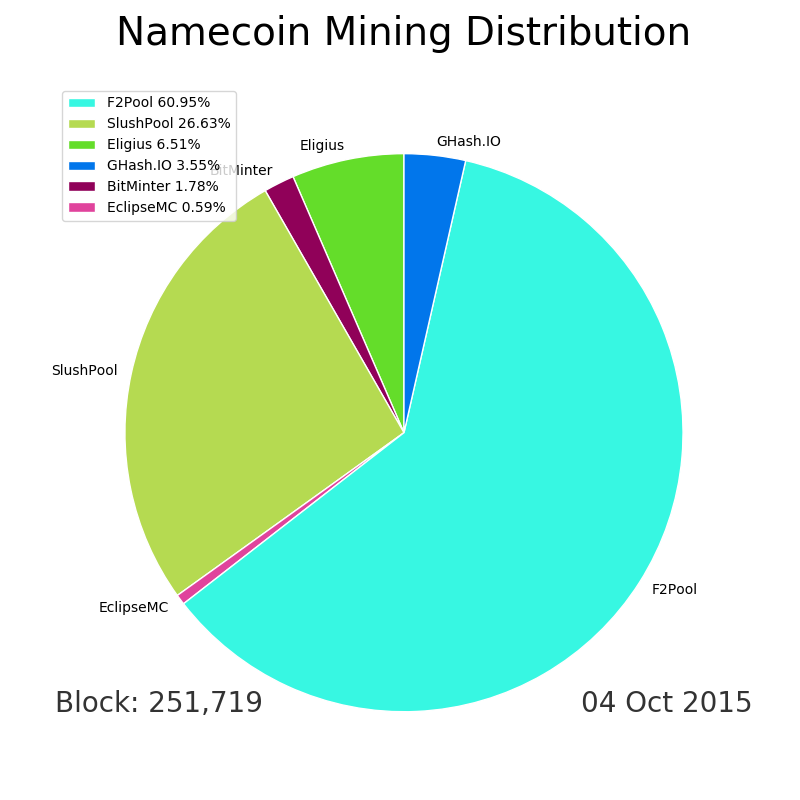 Namecoin Mining Distribution
F2Pool 60.95%
SlushPool 26.63%
Eligius 6.51%
GHash.IO 3.55%
BitMinter 1.78%
EclipseMC 0.59%
GHash.IO
Eligius
BitMinter
SlushPool
EclipseMC
F2Pool
Block: 251,719
04 Oct 2015